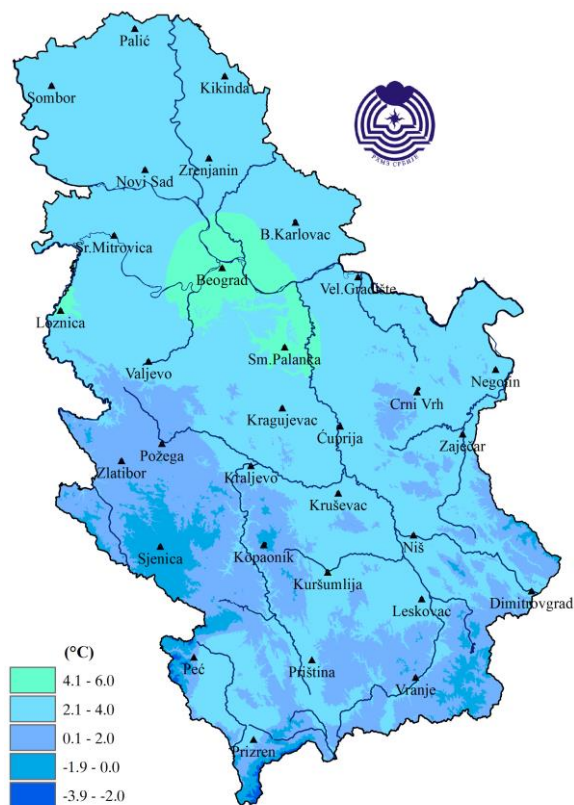 Palić
Kikinda
Sombor
Zrenjanin
Novi Sad
РХМЗ СРБИЈЕ
B.Karlovac
Sr.Mitrovica
Beograd
Vel.Gradište
Loznica
Sm.Palanka
Valjevo
Negotin
Crni Vrh
Kragujevac
Ćuprija
Zaječar
Požega
Zlatibor
Kraljevo
Kruševac
Niš
Sjenica
Kopaonik
Kuršumlija
Dimitrovgrad
Leskovac
(°C)
Peć
Priština
4.1 - 6.0
Vranje
2.1 - 4.0
0.1 - 2.0
Prizren
-1.9 - 0.0
-3.9 - -2.0